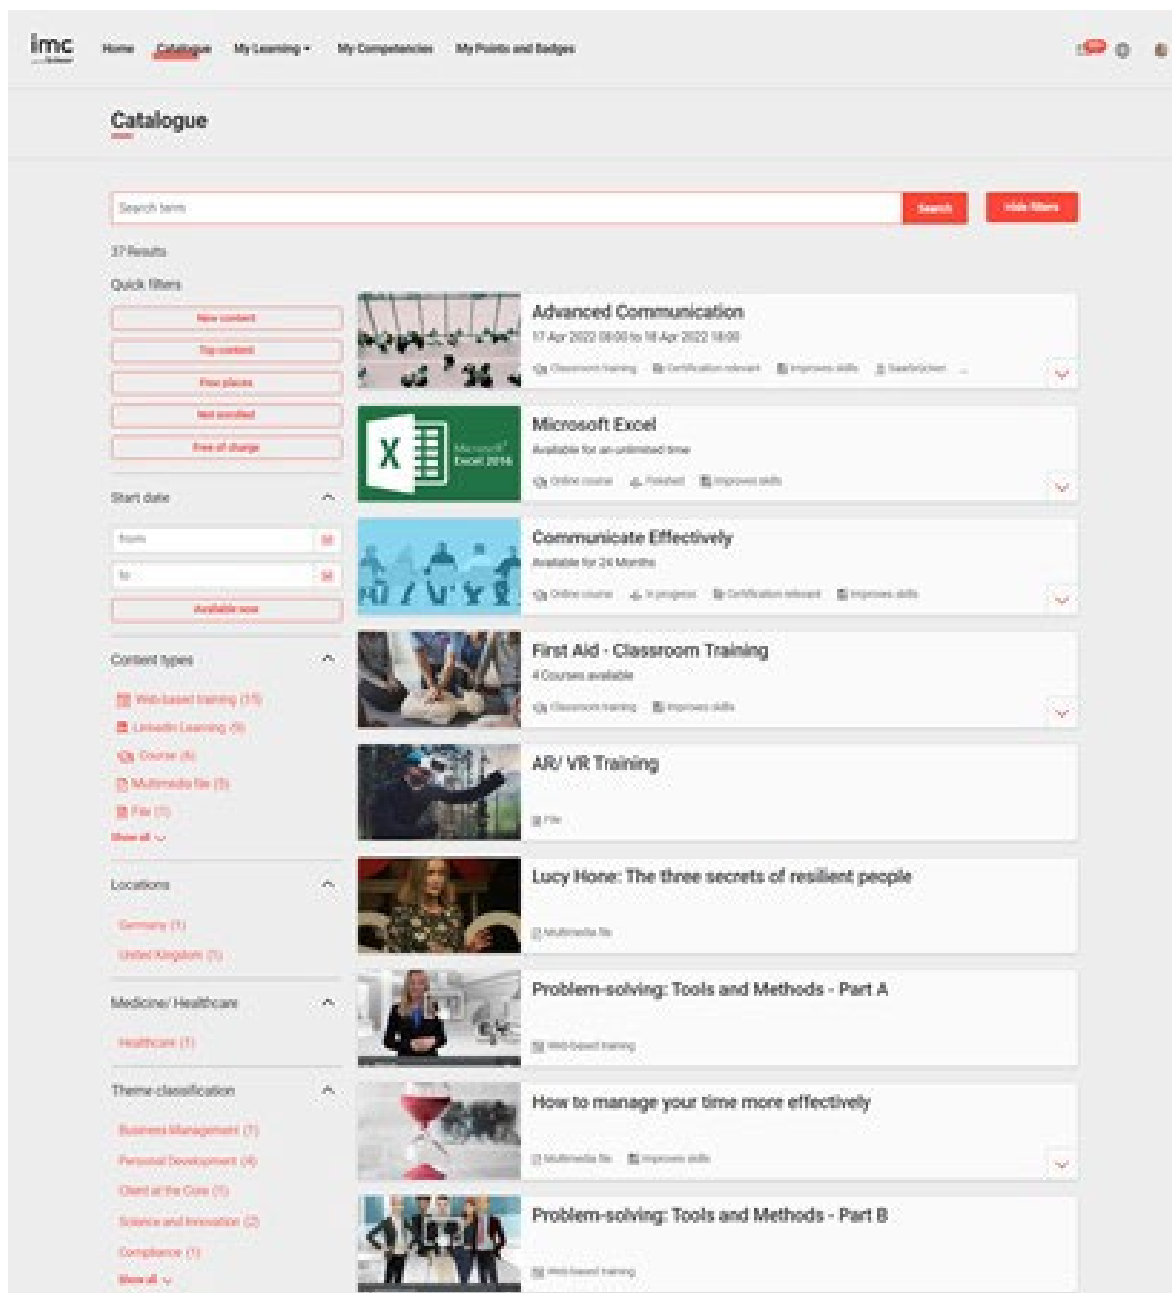 imc
Home Catalogue My Learning My Competencies My Points and Badges
Catalogue
Search term
Search
Hide filters
37 Results
Quick filters
New content
Top content
Free places
Not enrolled
Free of charge
Start date
from
to
Available now
Content types
Web-based training (15)
LinkedIn Learning (9)
Course (6)
Multimedia file (5)
File (1)
Show all
Locations
Germany (1)
United Kingdom (1)
Medicine/ Healthcare
Healthcare (1)
Theme classification
Business Management (1)
Personal Development (4)
Client at the Core (1)
Science and Innovation (2)
Compliance (1)
Show all
Advanced Communication
17 Apr 2022 08:00 to 18 Apr 2022 18:00
Classroom training Certification relevant Improves skills Saarbrücken ...
Microsoft
Excel 2016
Microsoft Excel
Available for an unlimited time
Online course Finished Improves skills
Communicate Effectively
Available for 24 Months
Online course In progress Certification relevant Improves skills
First Aid - Classroom Training
4 Courses available
Classroom training Improves skills
AR/ VR Training
File
Lucy Hone: The three secrets of resilient people
Multimedia file
Problem-solving: Tools and Methods - Part A
Web-based training
How to manage your time more effectively
Multimedia file Improves skills
Problem-solving: Tools and Methods - Part B
Web-based training